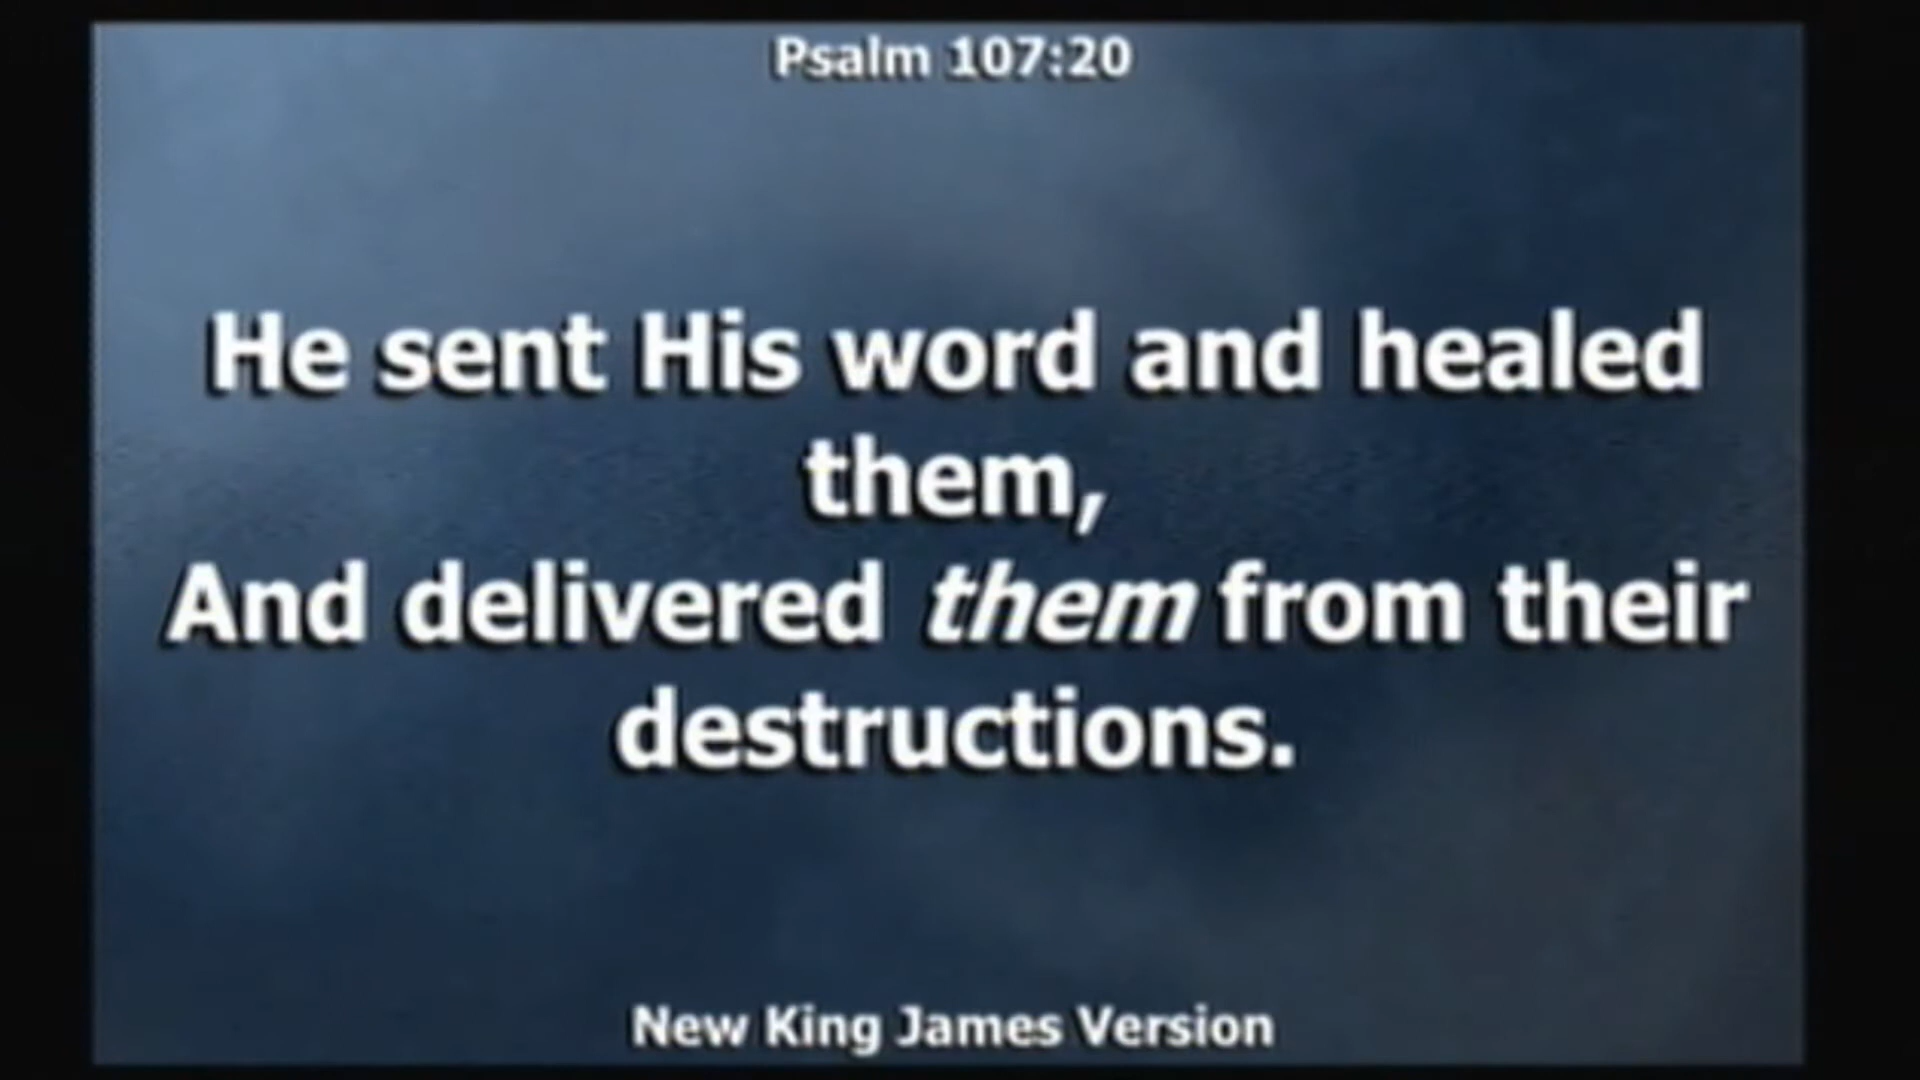 Psalm 107:20
He sent His word and healed
them,
And delivered them from their
destructions.
New King James Version